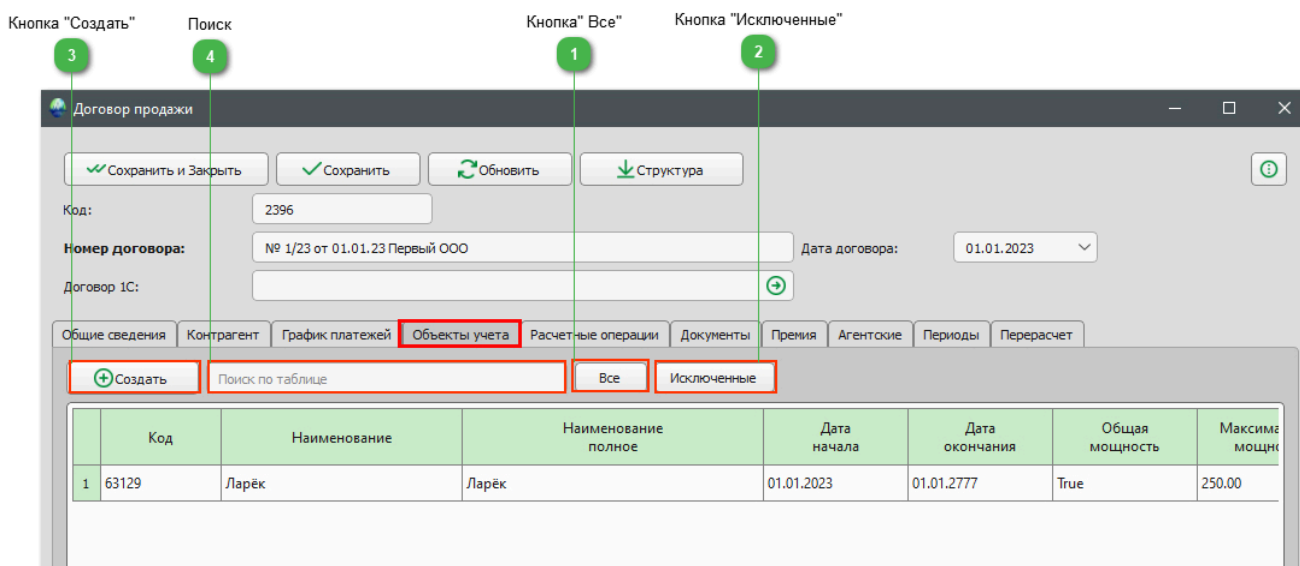 Кнопка "Создать" Поиск Кнопка" Все" Кнопка "Исключенные"
3 4 1 2
Договор продажи
Сохранить и Закрыть Сохранить Обновить Структура
Код: 2396
Номер договора: № 1/23 от 01.01.23 Первый ООО Дата договора: 01.01.2023
Договор 1С:
Общие сведения Контрагент График платежей Объекты учета Расчетные операции Документы Премия Агентские Периоды Перерасчет
Создать Поиск по таблице Все Исключенные
Код Наименование Наименование полное Дата начала Дата окончания Общая мощность Максима мощно
1 63129 Ларёк Ларёк 01.01.2023 01.01.2777 True 250.00